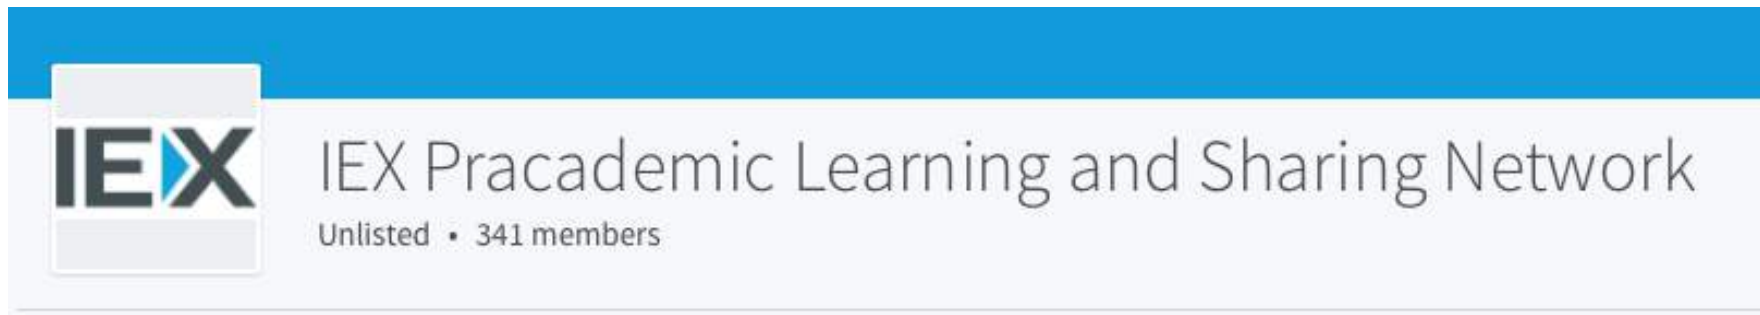 IEX
IEX Pracademic Learning and Sharing Network
Unlisted • 341 members